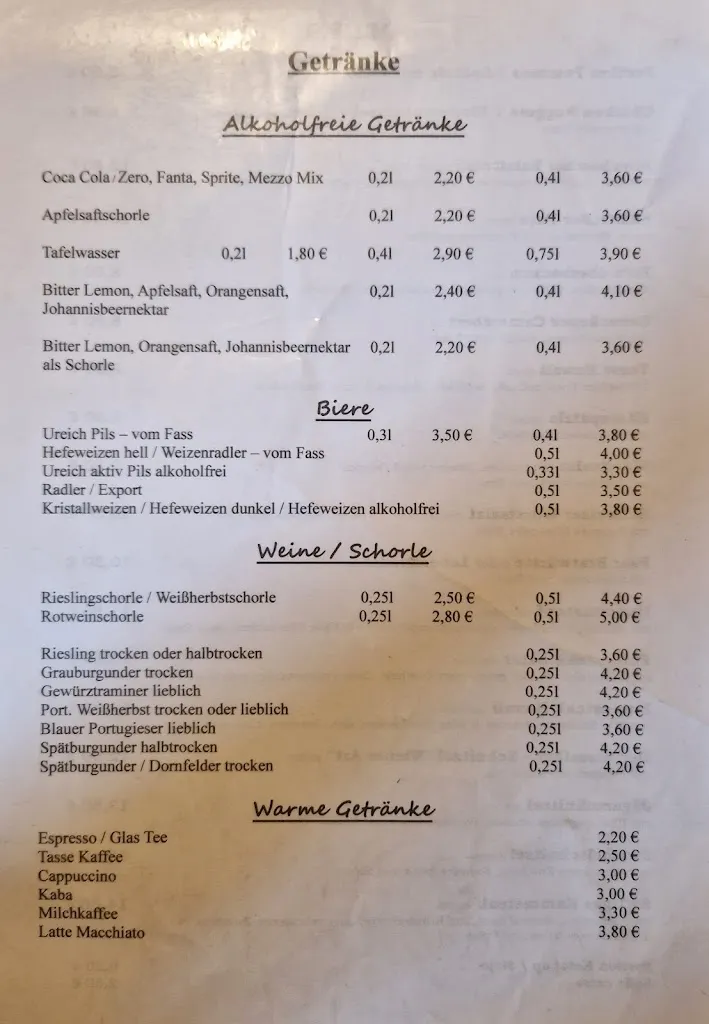 Getränke
Alkoholfreie Getränke
Coca Cola / Zero, Fanta, Sprite, Mezzo Mix 0,2l 2,20 € 0,4l 3,60 €
Apfelsaftschorle 0,2l 2,20 € 0,4l 3,60 €
Tafelwasser 0,2l 1,80 € 0,4l 2,90 € 0,75l 3,90 €
Bitter Lemon, Apfelsaft, Orangensaft, 0,2l 2,40 € 0,4l 4,10 €
Johannisbeernektar
Bitter Lemon, Orangensaft, Johannisbeernektar 0,2l 2,20 € 0,4l 3,60 €
als Schorle
Biere
Ureich Pils – vom Fass 0,3l 3,50 € 0,4l 3,80 €
Hefeweizen hell / Weizenradler – vom Fass 0,5l 4,00 €
Ureich aktiv Pils alkoholfrei 0,33l 3,30 €
Radler / Export 0,5l 3,50 €
Kristallweizen / Hefeweizen dunkel / Hefeweizen alkoholfrei 0,5l 3,80 €
Weine / Schorle
Rieslingschorle / Weißherbstschorle 0,25l 2,50 € 0,5l 4,40 €
Rotweinschorle 0,25l 2,80 € 0,5l 5,00 €
Riesling trocken oder halbtrocken 0,25l 3,60 €
Grauburgunder trocken 0,25l 4,20 €
Gewürztraminer lieblich 0,25l 4,20 €
Port. Weißherbst trocken oder lieblich 0,25l 3,60 €
Blauer Portugieser lieblich 0,25l 3,60 €
Spätburgunder halbtrocken 0,25l 4,20 €
Spätburgunder / Dornfelder trocken 0,25l 4,20 €
Warme Getränke
Espresso / Glas Tee 2,20 €
Tasse Kaffee 2,50 €
Cappuccino 3,00 €
Kaba 3,00 €
Milchkaffee 3,30 €
Latte Macchiato 3,80 €